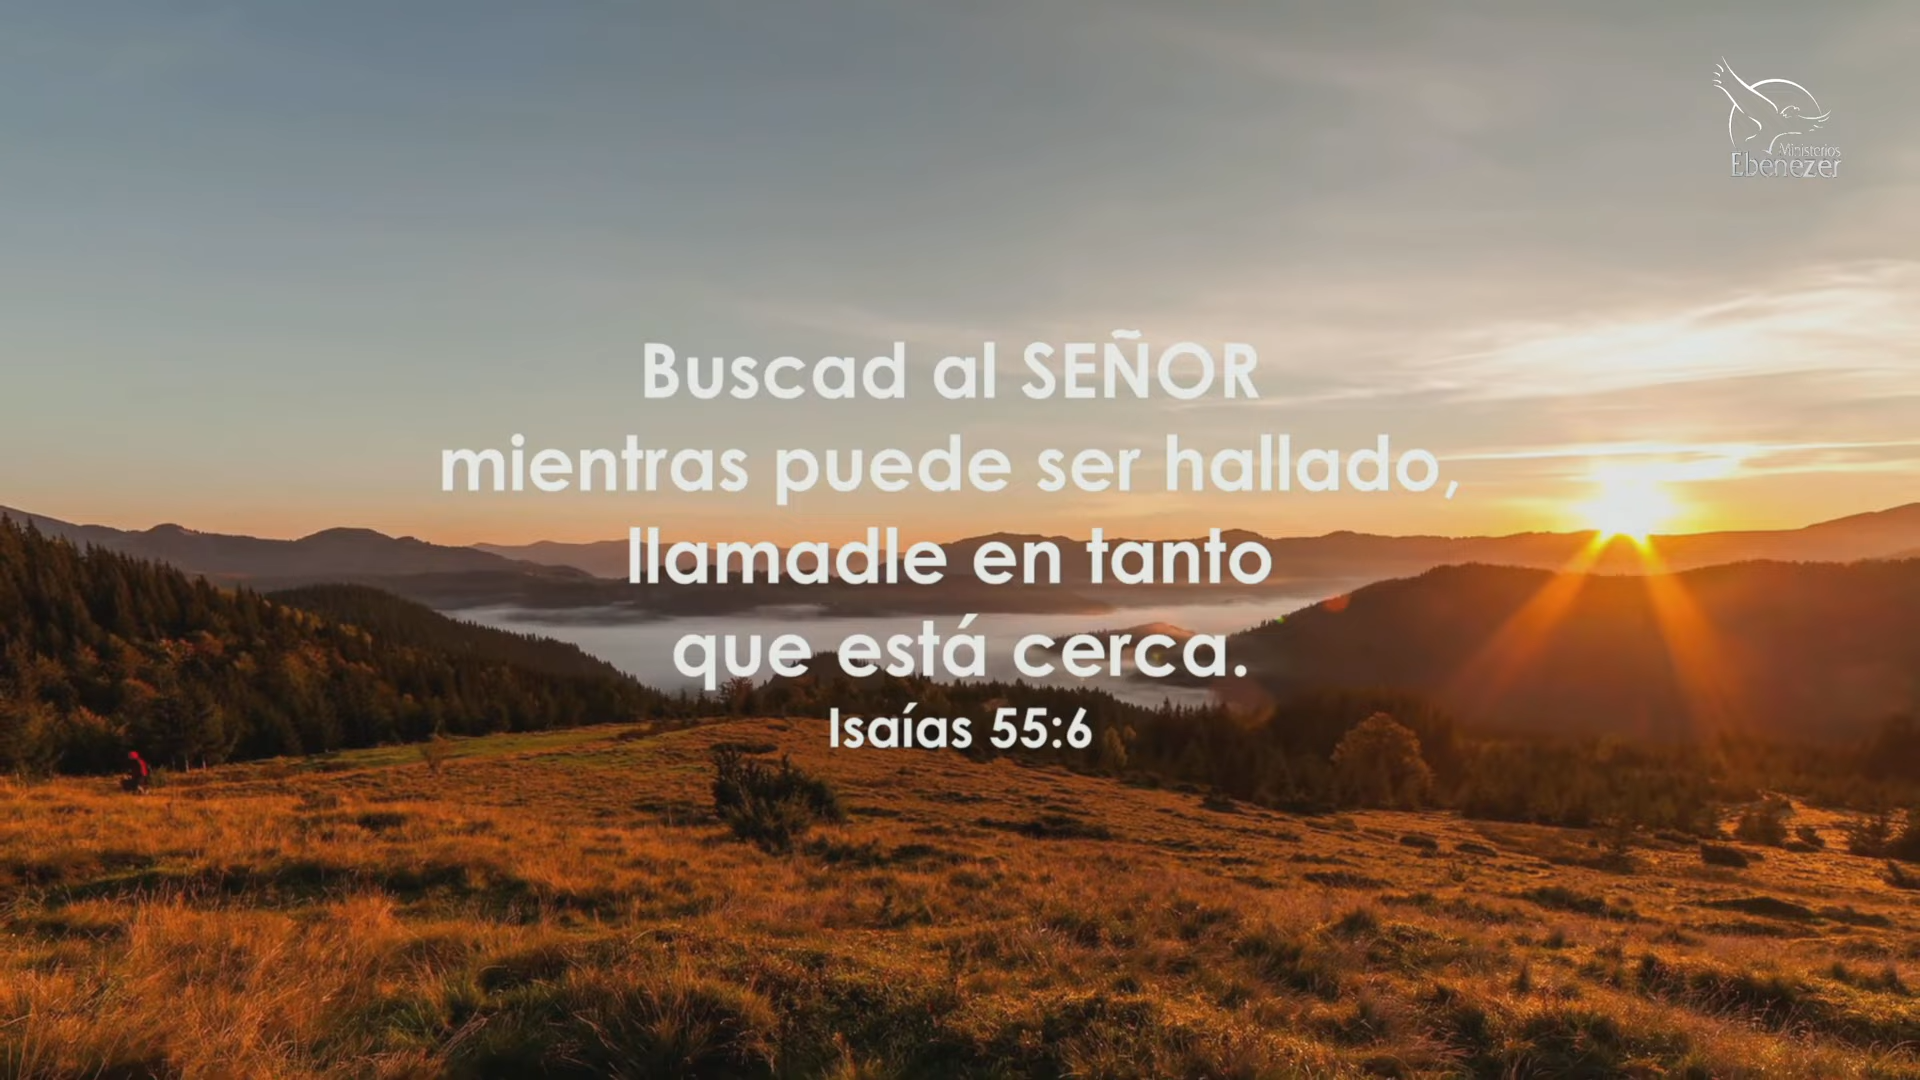 Ministerios
Ebenezer
Buscad al SEÑOR
mientras puede ser hallado,
llamadle en tanto
que está cerca.
Isaías 55:6